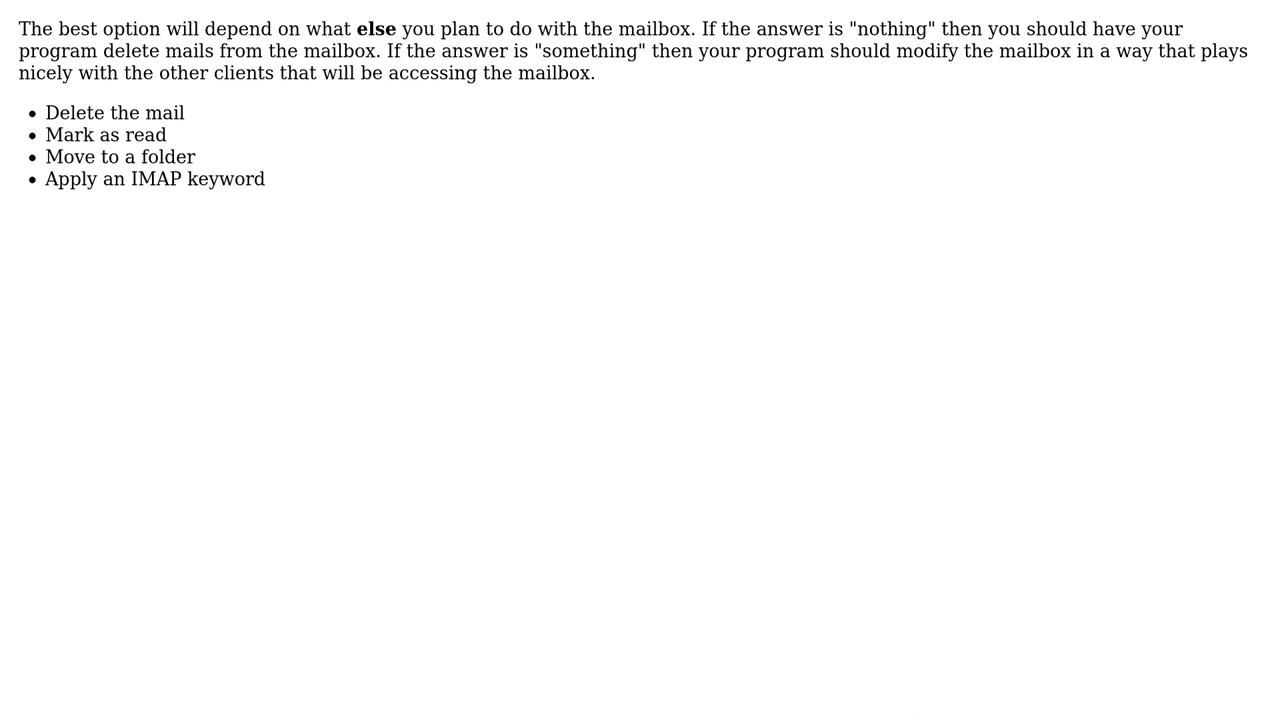 The best option will depend on what else you plan to do with the mailbox. If the answer is "nothing" then you should have your
program delete mails from the mailbox. If the answer is "something" then your program should modify the mailbox in a way that plays
nicely with the other clients that will be accessing the mailbox.
• Delete the mail
• Mark as read
• Move to a folder
• Apply an IMAP keyword